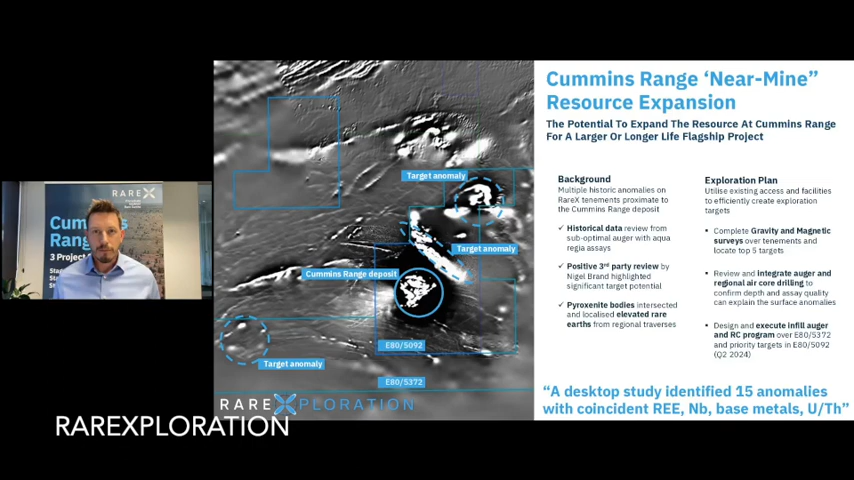 RAREX
Cummins
Range
3 Project
Sta
Sta
Sta
Target anomaly
Target anomaly
Cummins Range deposit
Target anomaly
E80/5092
E80/5372
RAREXPLORATION
RAREXPLORATION
Cummins Range ‘Near-Mine”
Resource Expansion
The Potential To Expand The Resource At Cummins Range
For A Larger Or Longer Life Flagship Project
Background
Multiple historic anomalies on
RareX tenements proximate to
the Cummins Range deposit
✓ Historical data review from
sub-optimal auger with aqua
regia assays
✓ Positive 3rd party review by
Nigel Brand highlighted
significant target potential
✓ Pyroxenite bodies intersected
and localised elevated rare
earths from regional traverses
Exploration Plan
Utilise existing access and facilities
to efficiently create exploration
targets
• Complete Gravity and Magnetic
surveys over tenements and
locate top 5 targets
• Review and integrate auger and
regional air core drilling to
confirm depth and assay quality
can explain the surface anomalies
• Design and execute infill auger
and RC program over E80/5372
and priority targets in E80/5092
(Q2 2024)
“A desktop study identified 15 anomalies
with coincident REE, Nb, base metals, U/Th”